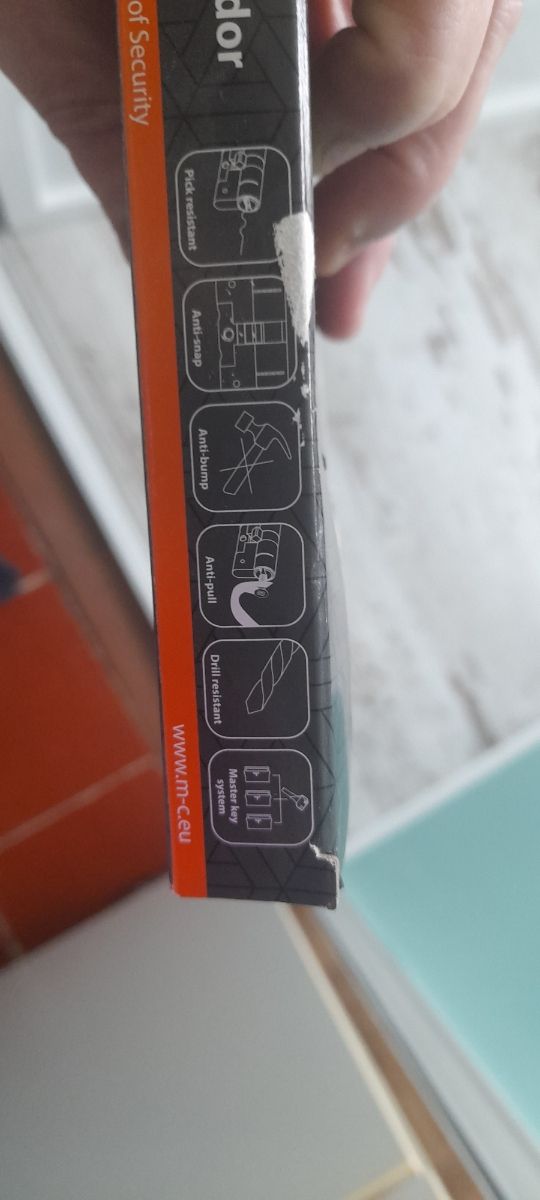 dor
of Security
Pick resistant
Anti-snap
Anti-bump
Anti-pull
Drill resistant
Master key
system
www.m-c.eu